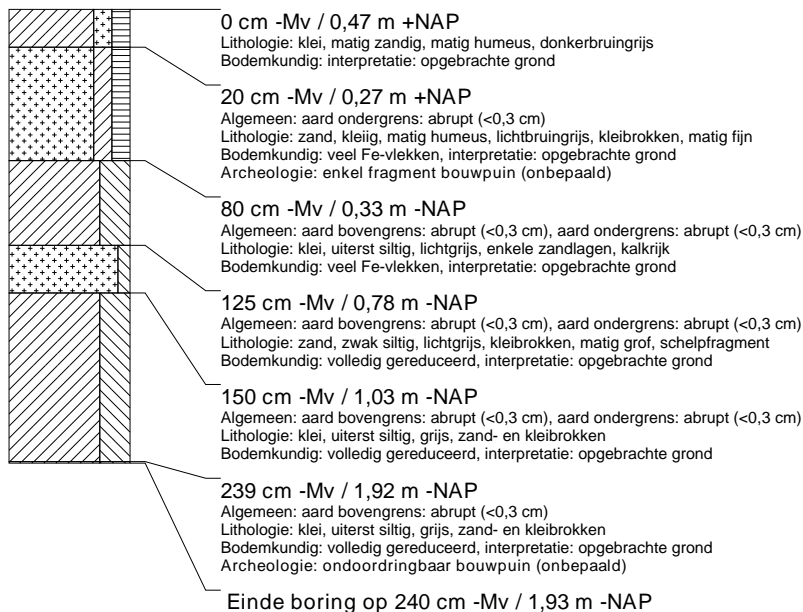 0 cm -Mv / 0,47 m +NAP
Lithologie: klei, matig zandig, matig humeus, donkerbruingrijs
Bodemkundig: interpretatie: opgebrachte grond
20 cm -Mv / 0,27 m +NAP
Algemeen: aard ondergrens: abrupt (<0,3 cm)
Lithologie: zand, kleiig, matig humeus, lichtbruingrijs, kleibrokken, matig fijn
Bodemkundig: veel Fe-vlekken, interpretatie: opgebrachte grond
Archeologie: enkel fragment bouwpuin (onbepaald)
80 cm -Mv / 0,33 m -NAP
Algemeen: aard bovengrens: abrupt (<0,3 cm), aard ondergrens: abrupt (<0,3 cm)
Lithologie: klei, uiterst siltig, lichtgrijs, enkele zandlagen, kalkrijk
Bodemkundig: veel Fe-vlekken, interpretatie: opgebrachte grond
125 cm -Mv / 0,78 m -NAP
Algemeen: aard bovengrens: abrupt (<0,3 cm), aard ondergrens: abrupt (<0,3 cm)
Lithologie: zand, zwak siltig, lichtgrijs, kleibrokken, matig grof, schelpfragment
Bodemkundig: volledig gereduceerd, interpretatie: opgebrachte grond
150 cm -Mv / 1,03 m -NAP
Algemeen: aard bovengrens: abrupt (<0,3 cm), aard ondergrens: abrupt (<0,3 cm)
Lithologie: klei, uiterst siltig, grijs, zand- en kleibrokken
Bodemkundig: volledig gereduceerd, interpretatie: opgebrachte grond
239 cm -Mv / 1,92 m -NAP
Algemeen: aard bovengrens: abrupt (<0,3 cm)
Lithologie: klei, uiterst siltig, grijs, zand- en kleibrokken
Bodemkundig: volledig gereduceerd, interpretatie: opgebrachte grond
Archeologie: ondoordringbaar bouwpuin (onbepaald)
Einde boring op 240 cm -Mv / 1,93 m -NAP